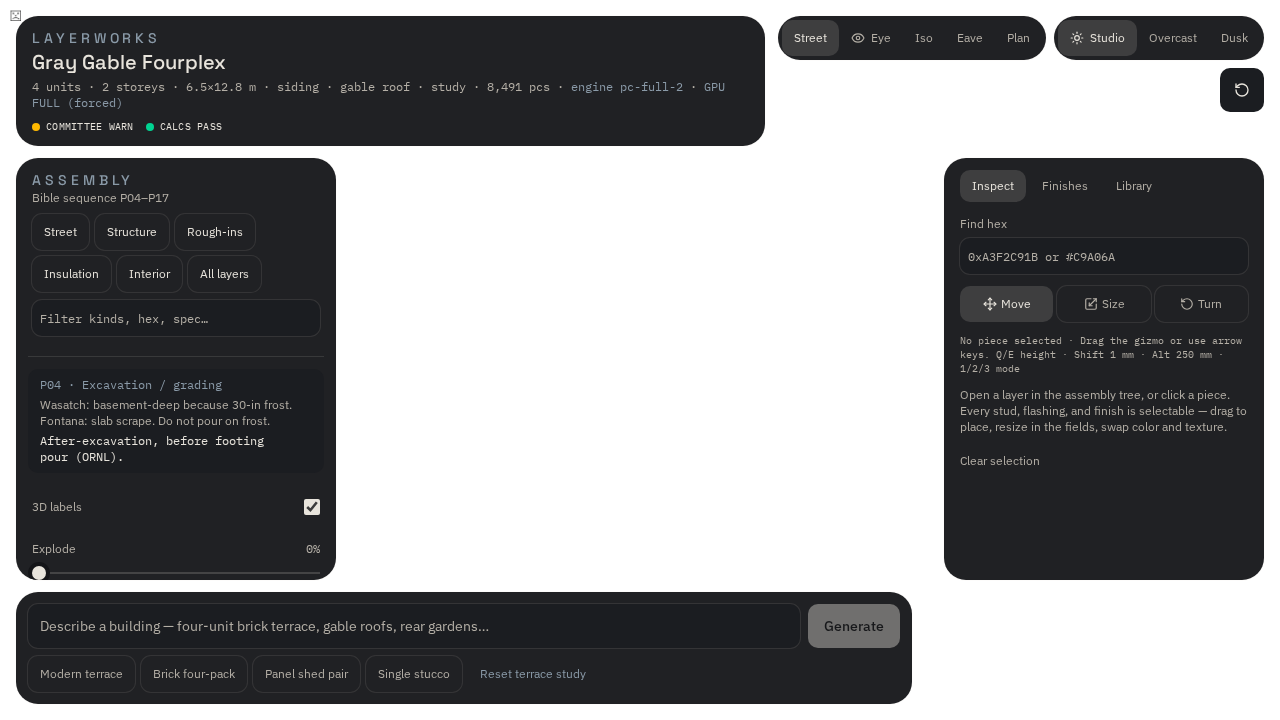 LAYERWORKS
Gray Gable Fourplex
4 units · 2 storeys · 6.5×12.8 m · siding · gable roof · study · 8,491 pcs · engine pc-full-2 · GPU
FULL (forced)
COMMITTEE WARN CALCS PASS
Street Eye Iso Eave Plan
Studio Overcast Dusk
ASSEMBLY
Bible sequence P04–P17
Street Structure Rough-ins
Insulation Interior All layers
Filter kinds, hex, spec…
P04 · Excavation / grading
Wasatch: basement-deep because 30-in frost.
Fontana: slab scrape. Do not pour on frost.
After-excavation, before footing
pour (ORNL).
3D labels
Explode 0%
Inspect Finishes Library
Find hex
0xA3F2C91B or #C9A06A
Move Size Turn
No piece selected · Drag the gizmo or use arrow
keys. Q/E height · Shift 1 mm · Alt 250 mm ·
1/2/3 mode
Open a layer in the assembly tree, or click a piece.
Every stud, flashing, and finish is selectable — drag to
place, resize in the fields, swap color and texture.
Clear selection
Describe a building — four-unit brick terrace, gable roofs, rear gardens…
Generate
Modern terrace Brick four-pack Panel shed pair Single stucco Reset terrace study